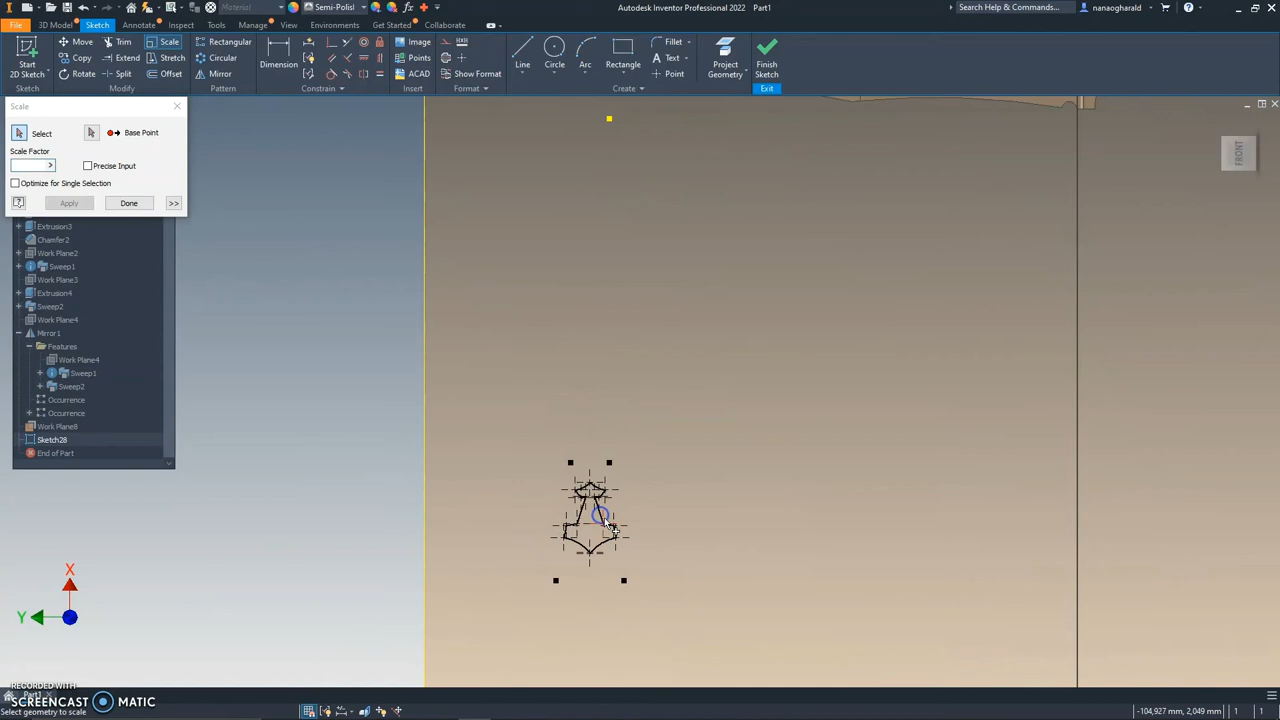 Material
Semi-Polisi
Autodesk Inventor Professional 2022 Part1
Search Help & Commands...
nanaogharald
File
3D Model
Sketch
Annotate
Inspect
Tools
Manage
View
Environments
Get Started
Collaborate
Start
2D Sketch
Move
Trim
Scale
Copy
Extend
Stretch
Rotate
Split
Offset
Rectangular
Circular
Mirror
Dimension
Image
Points
ACAD
Show Format
Line
Circle
Arc
Rectangle
Fillet
Text
Point
Project
Geometry
Finish
Sketch
Sketch
Modify
Pattern
Constrain
Insert
Format
Create
Exit
Scale
Select
Base Point
Scale Factor
Precise Input
Optimize for Single Selection
Apply
Done
>>
Extrusion3
Chamfer2
Work Plane2
Sweep1
Work Plane3
Extrusion4
Sweep2
Work Plane4
Mirror1
Features
Work Plane4
Sweep1
Sweep2
Occurrence
Occurrence
Work Plane8
Sketch28
End of Part
FRONT
X
Y
RECORDED WITH
SCREENCAST MATIC
Part1
Select geometry to scale
-104,927 mm, 2,049 mm
1
1